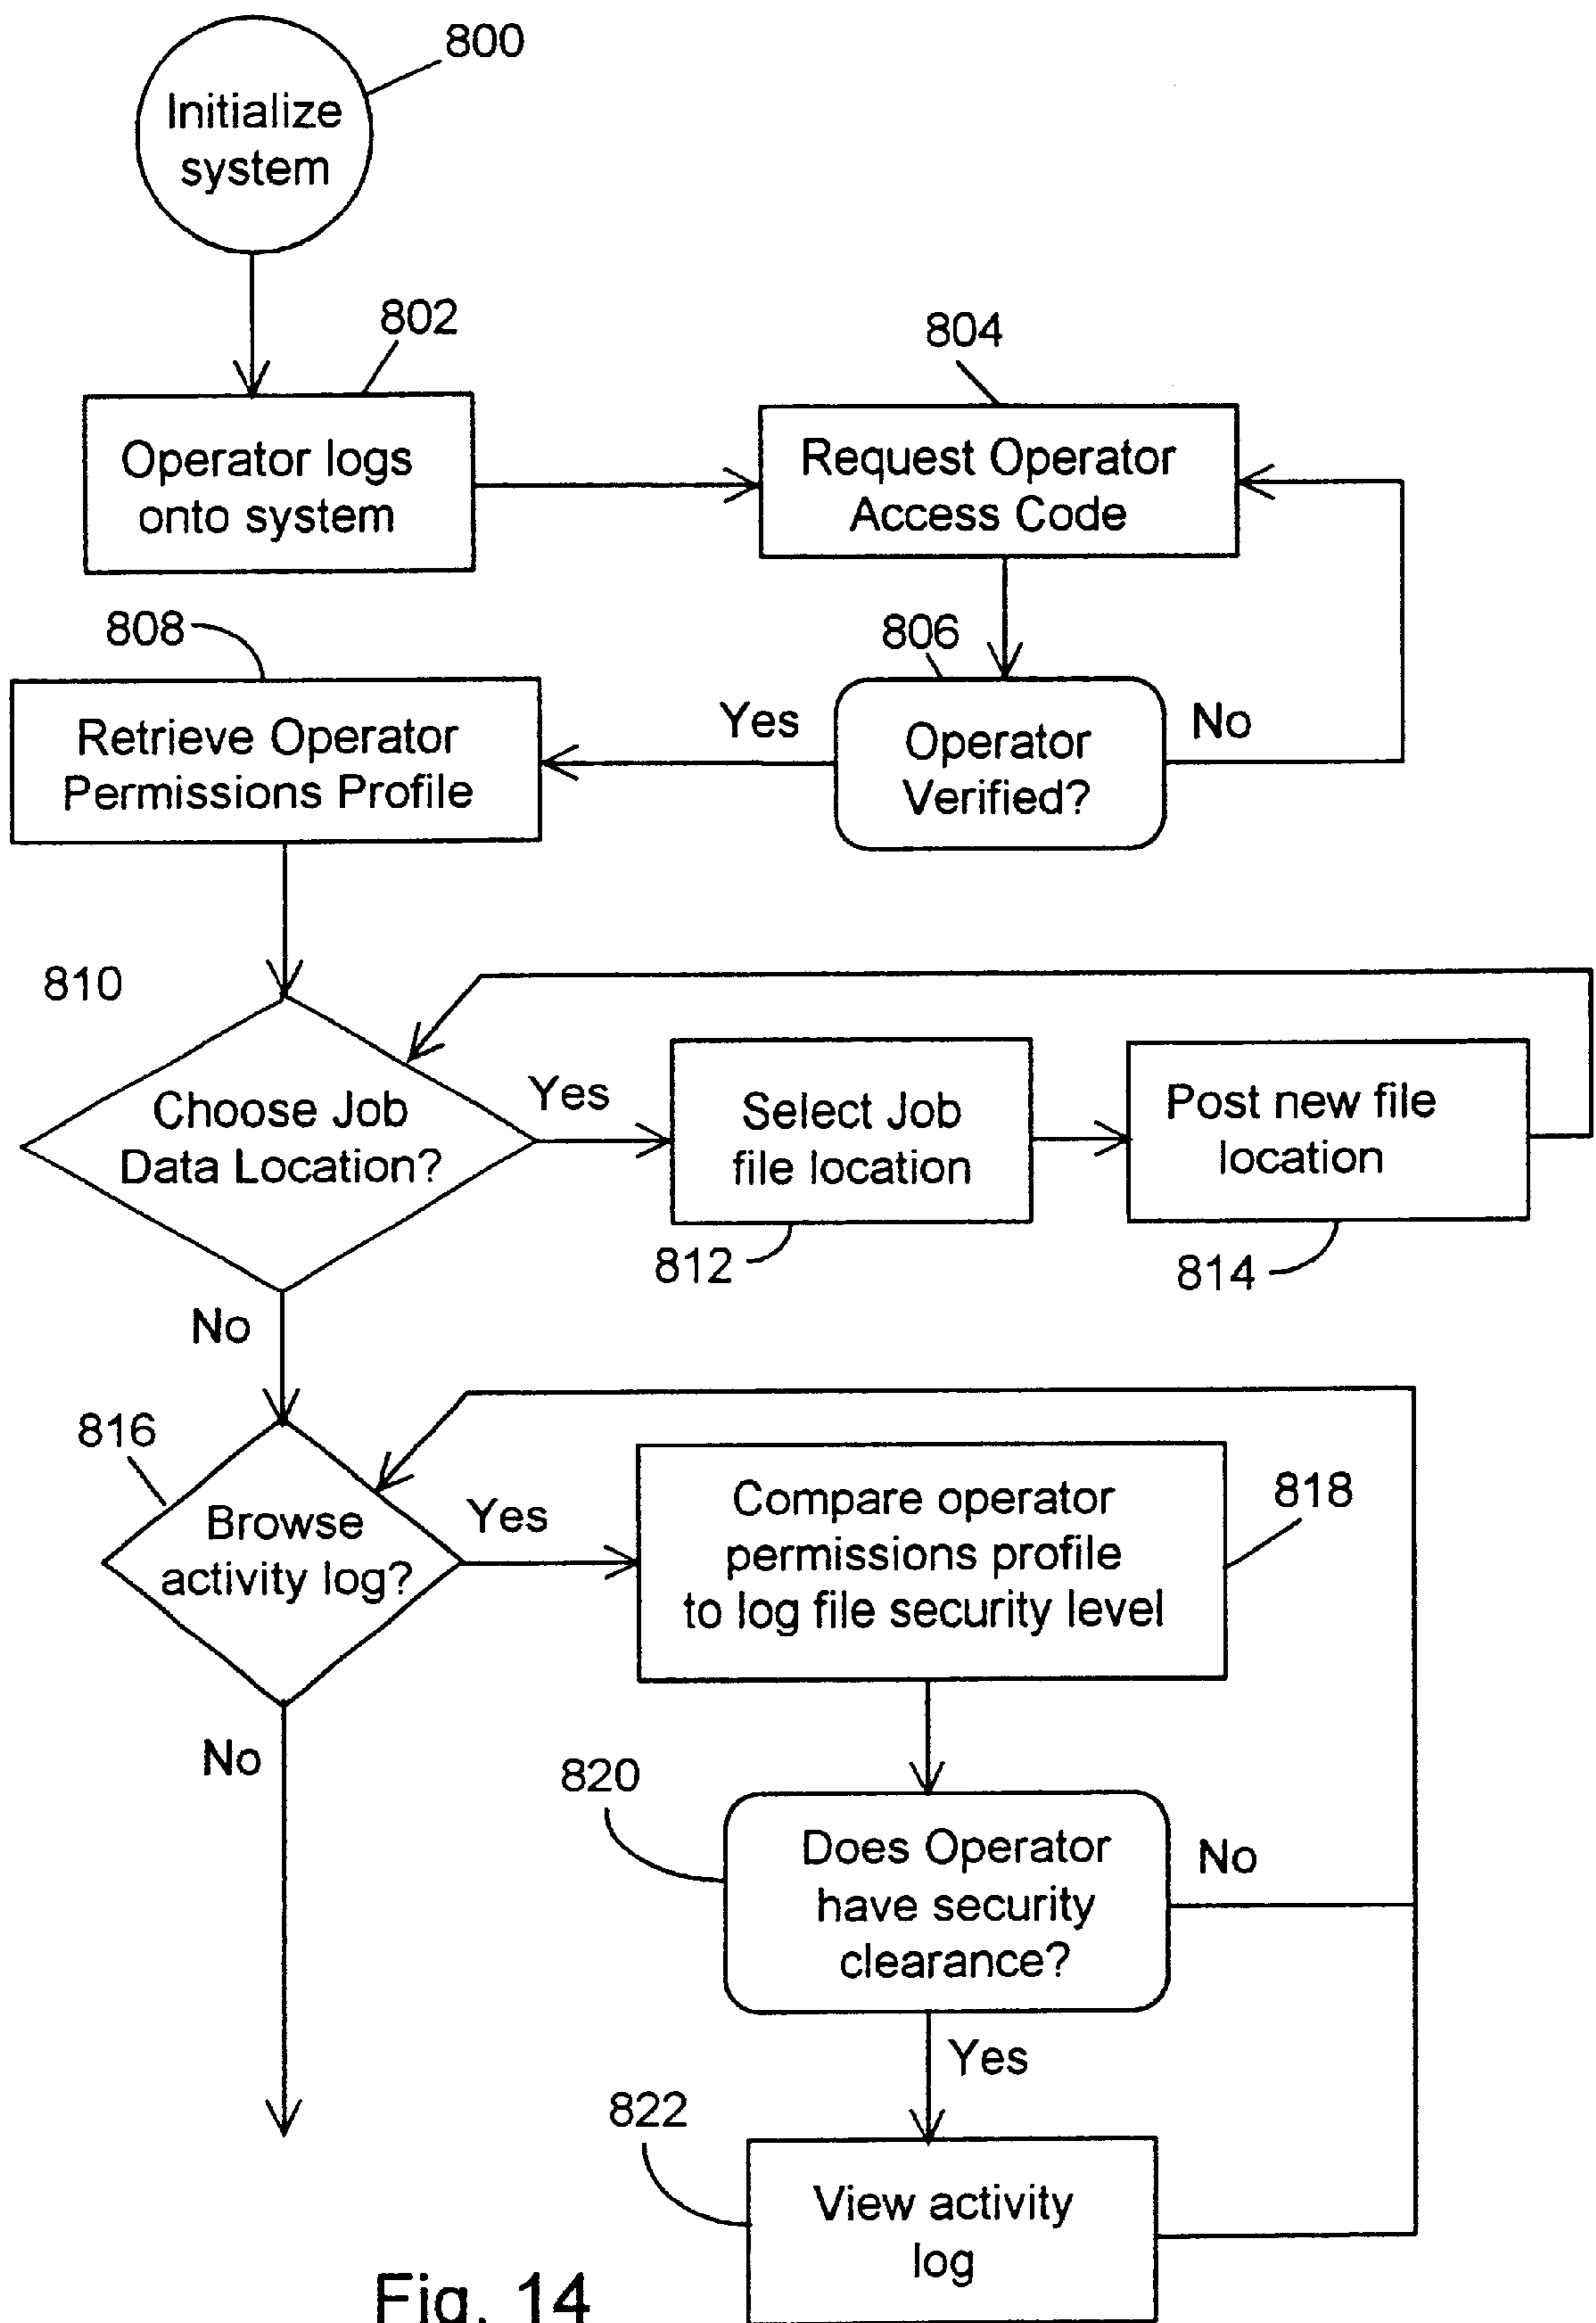 800
Initialize
system
802
804
Operator logs
onto system
Request Operator
Access Code
808
806
Retrieve Operator
Permissions Profile
Yes
Operator
Verified?
No
810
Choose Job
Data Location?
Yes
Select Job
file location
Post new file
location
812
814
No
816
Browse
activity log?
Yes
Compare operator
permissions profile
to log file security level
818
No
820
Does Operator
have security
clearance?
No
Yes
822
View activity
log
Fig. 14